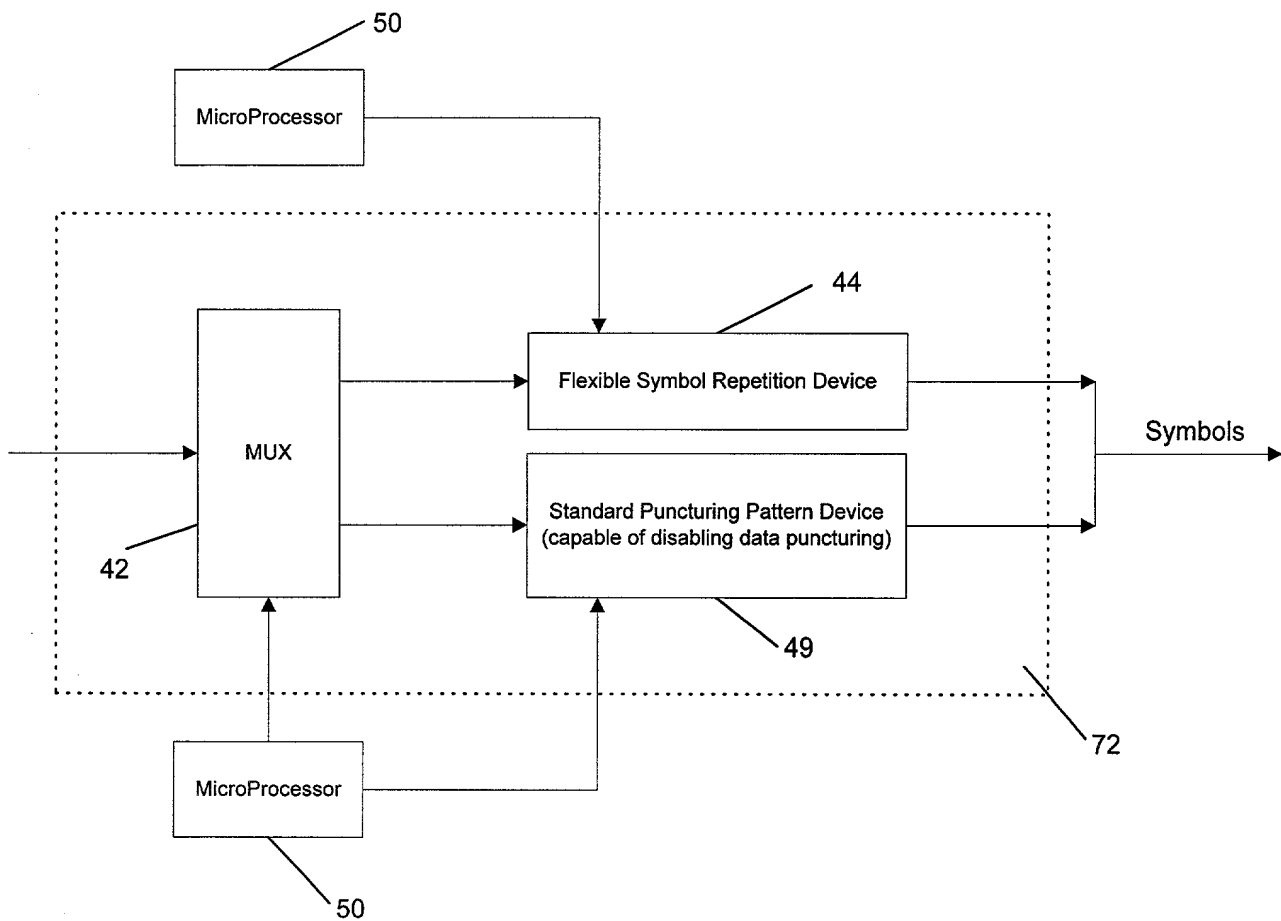 50
MicroProcessor
44
Flexible Symbol Repetition Device
Symbols
MUX
Standard Puncturing Pattern Device
(capable of disabling data puncturing)
42
49
72
MicroProcessor
50